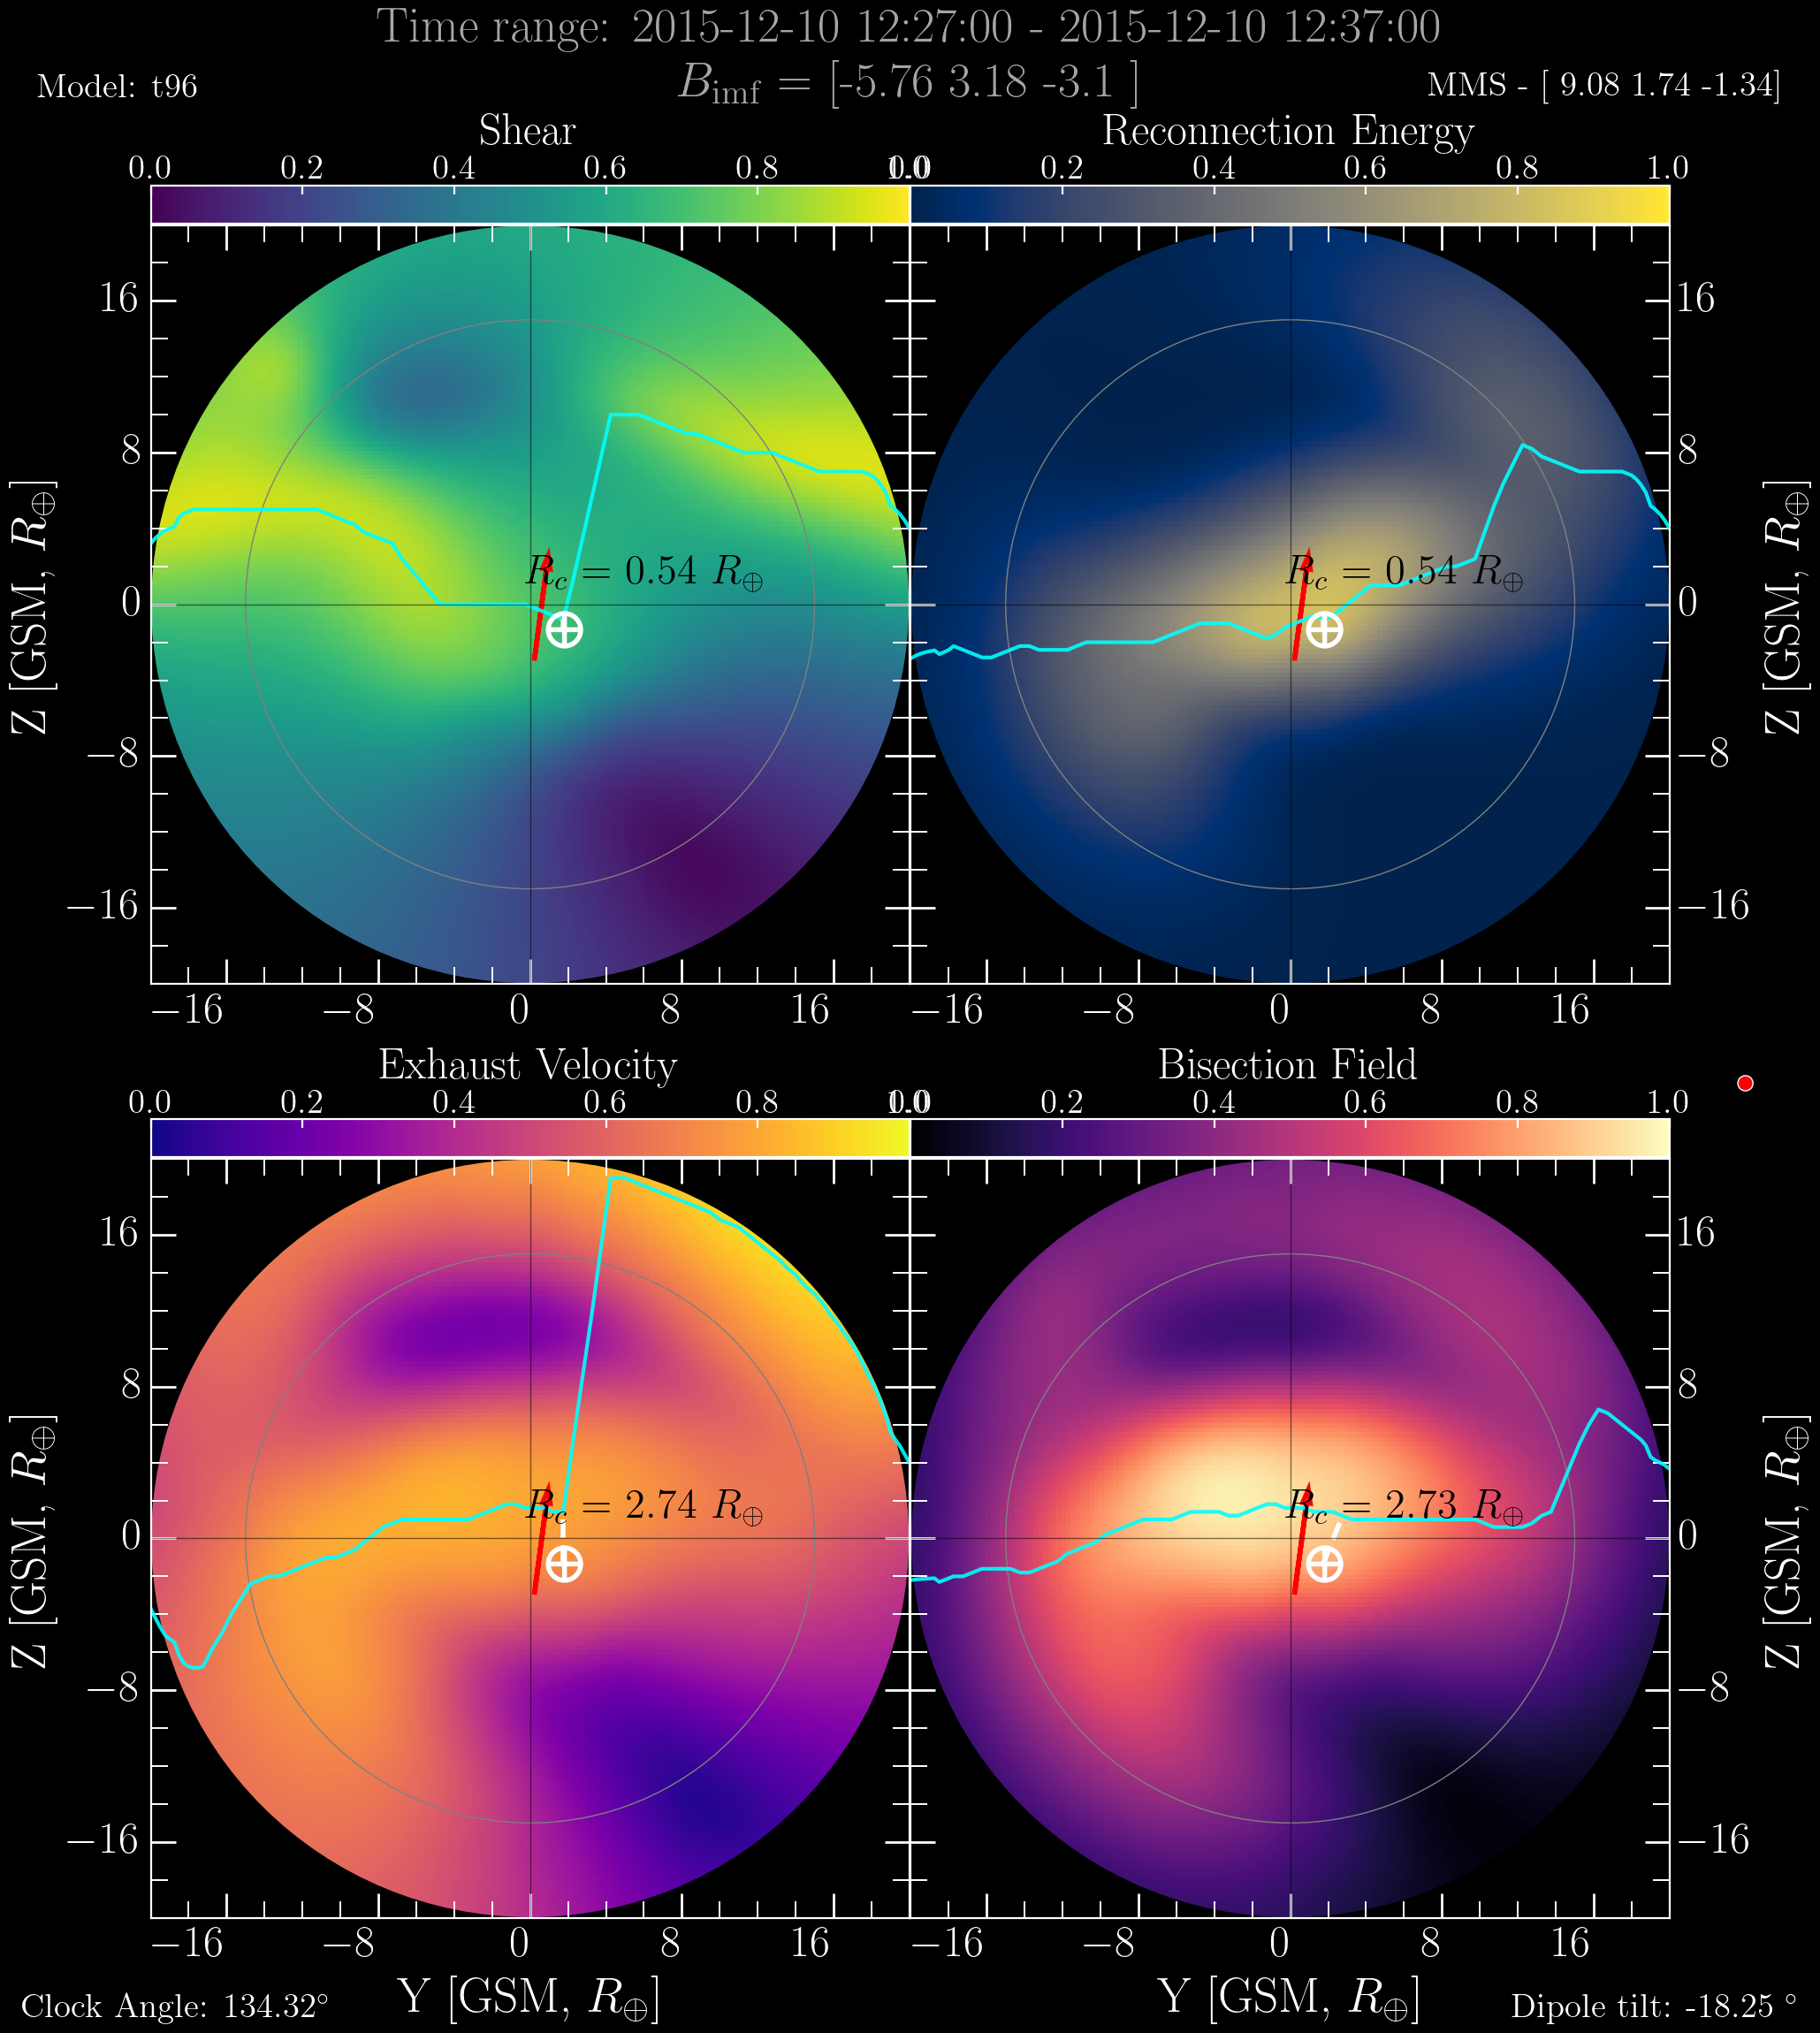 Time range: 2015-12-10 12:27:00 - 2015-12-10 12:37:00
Model: t96
B_imf = [-5.76 3.18 -3.1 ]
MMS - [ 9.08 1.74 -1.34]
Shear
Reconnection Energy
0.0 0.2 0.4 0.6 0.8 1.0
0.0 0.2 0.4 0.6 0.8 1.0
16
8
0
−8
−16
Z [GSM, R⊕]
R_c = 0.54 R⊕
R_c = 0.54 R⊕
16
8
0
−8
−16
Z [GSM, R⊕]
−16 −8 0 8 16
−16 −8 0 8 16
Exhaust Velocity
Bisection Field
0.0 0.2 0.4 0.6 0.8 1.0
0.0 0.2 0.4 0.6 0.8 1.0
16
8
0
−8
−16
Z [GSM, R⊕]
R_c = 2.74 R⊕
R_c = 2.73 R⊕
16
8
0
−8
−16
Z [GSM, R⊕]
−16 −8 0 8 16
−16 −8 0 8 16
Y [GSM, R⊕]
Y [GSM, R⊕]
Clock Angle: 134.32°
Dipole tilt: -18.25 °